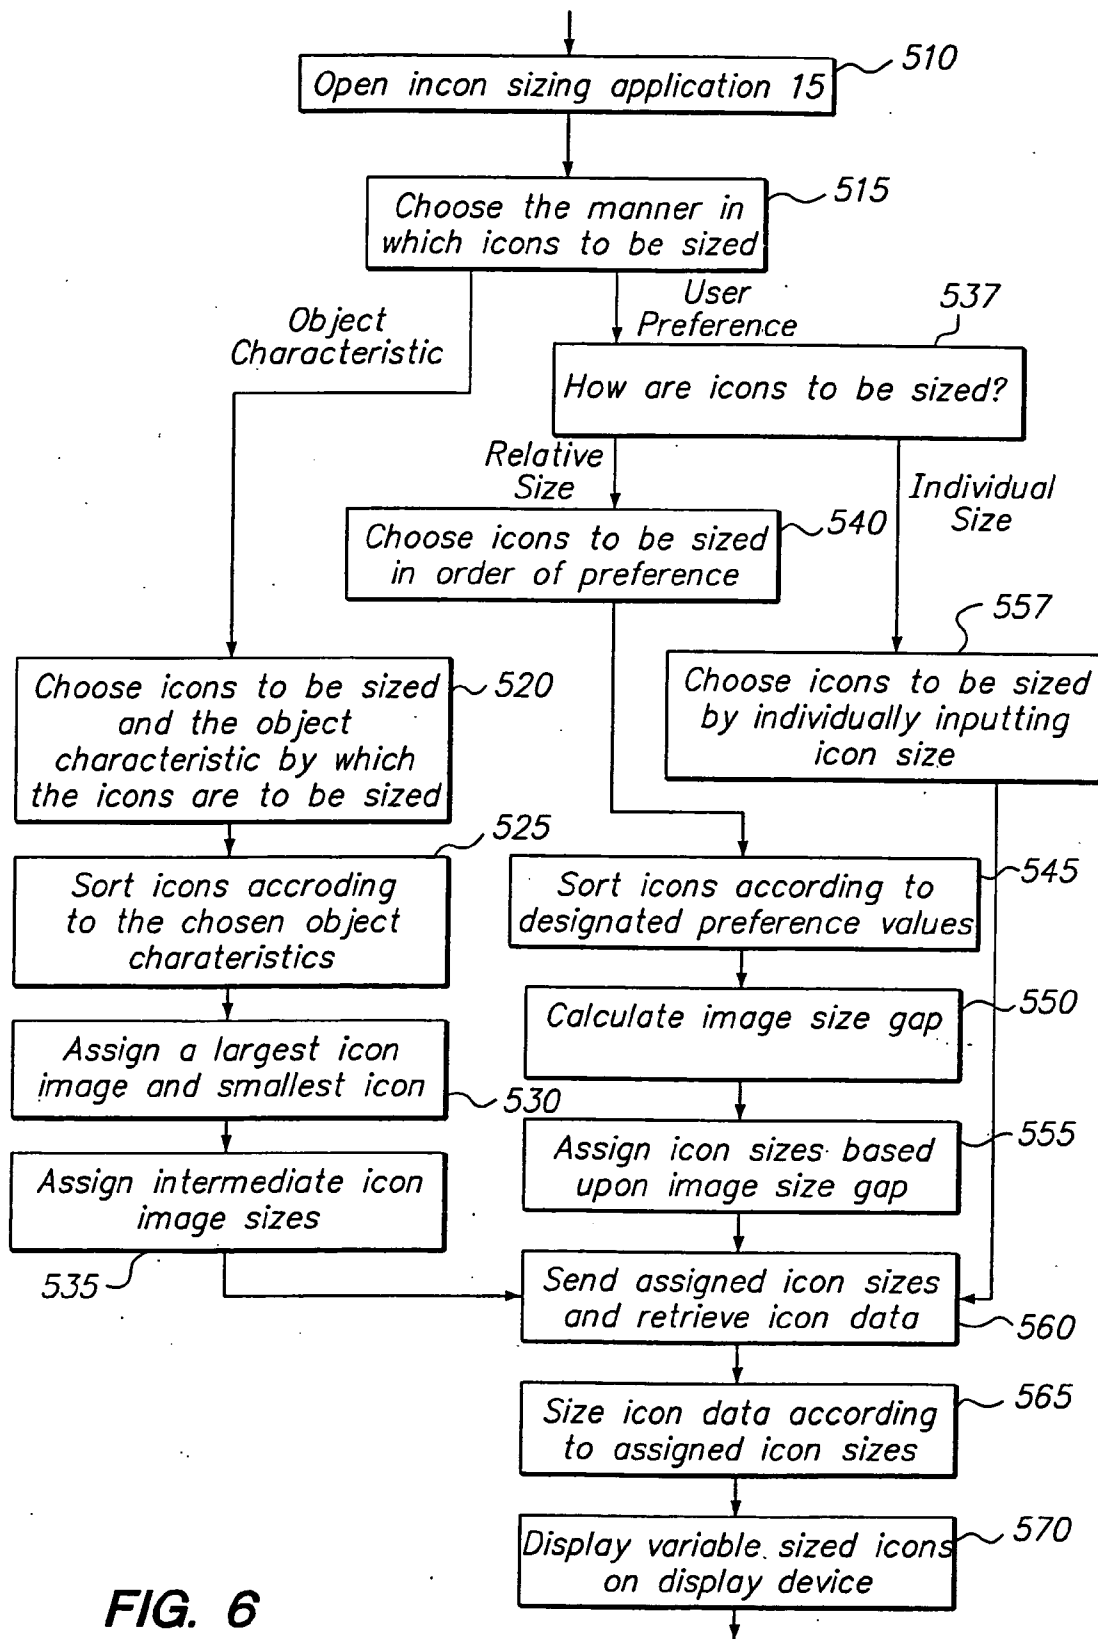 510
Open incon sizing application 15
515
Choose the manner in
which icons to be sized
Object
Characteristic
User
Preference
537
How are icons to be sized?
Relative
Size
Individual
Size
540
Choose icons to be sized
in order of preference
557
Choose icons to be sized
by individually inputting
icon size
520
Choose icons to be sized
and the object
characteristic by which
the icons are to be sized
525
Sort icons accroding
to the chosen object
charateristics
545
Sort icons according to
designated preference values
550
Calculate image size gap
Assign a largest icon
image and smallest icon
530
555
Assign icon sizes based
upon image size gap
Assign intermediate icon
image sizes
535
Send assigned icon sizes
and retrieve icon data
560
565
Size icon data according
to assigned icon sizes
570
Display variable sized icons
on display device
FIG. 6